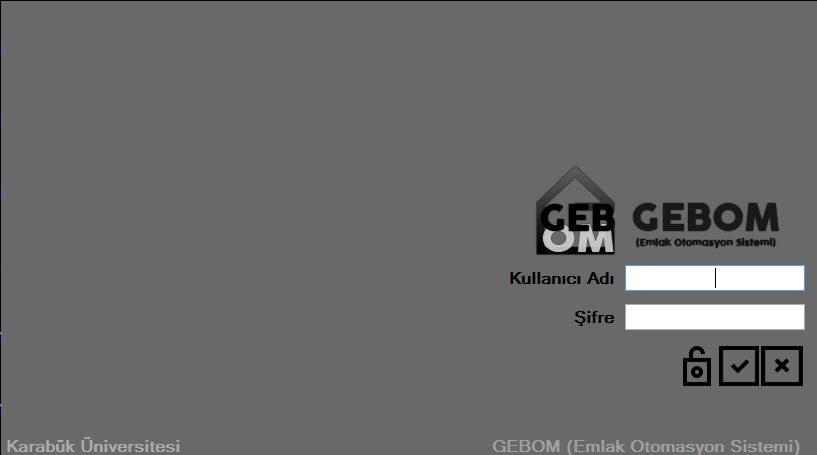 GEB
OM
GEBOM
(Emlak Otomasyon Sistemi)
Kullanıcı Adı
Şifre
Karabük Üniversitesi
GEBOM (Emlak Otomasyon Sistemi)